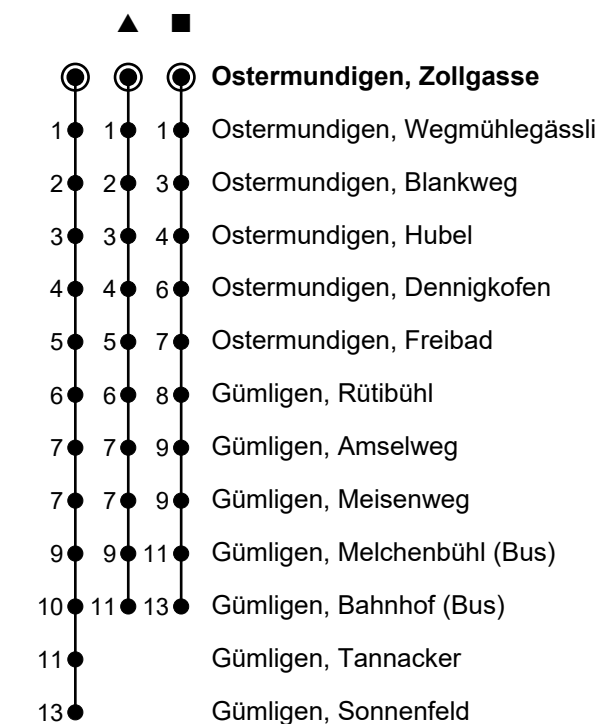 ▲ ■
Ostermundigen, Zollgasse
1 1 1 Ostermundigen, Wegmühlegässli
2 2 3 Ostermundigen, Blankweg
3 3 4 Ostermundigen, Hubel
4 4 6 Ostermundigen, Dennigkofen
5 5 7 Ostermundigen, Freibad
6 6 8 Gümligen, Rütibühl
7 7 9 Gümligen, Amselweg
7 7 9 Gümligen, Meisenweg
9 9 11 Gümligen, Melchenbühl (Bus)
10 11 13 Gümligen, Bahnhof (Bus)
11 Gümligen, Tannacker
13 Gümligen, Sonnenfeld